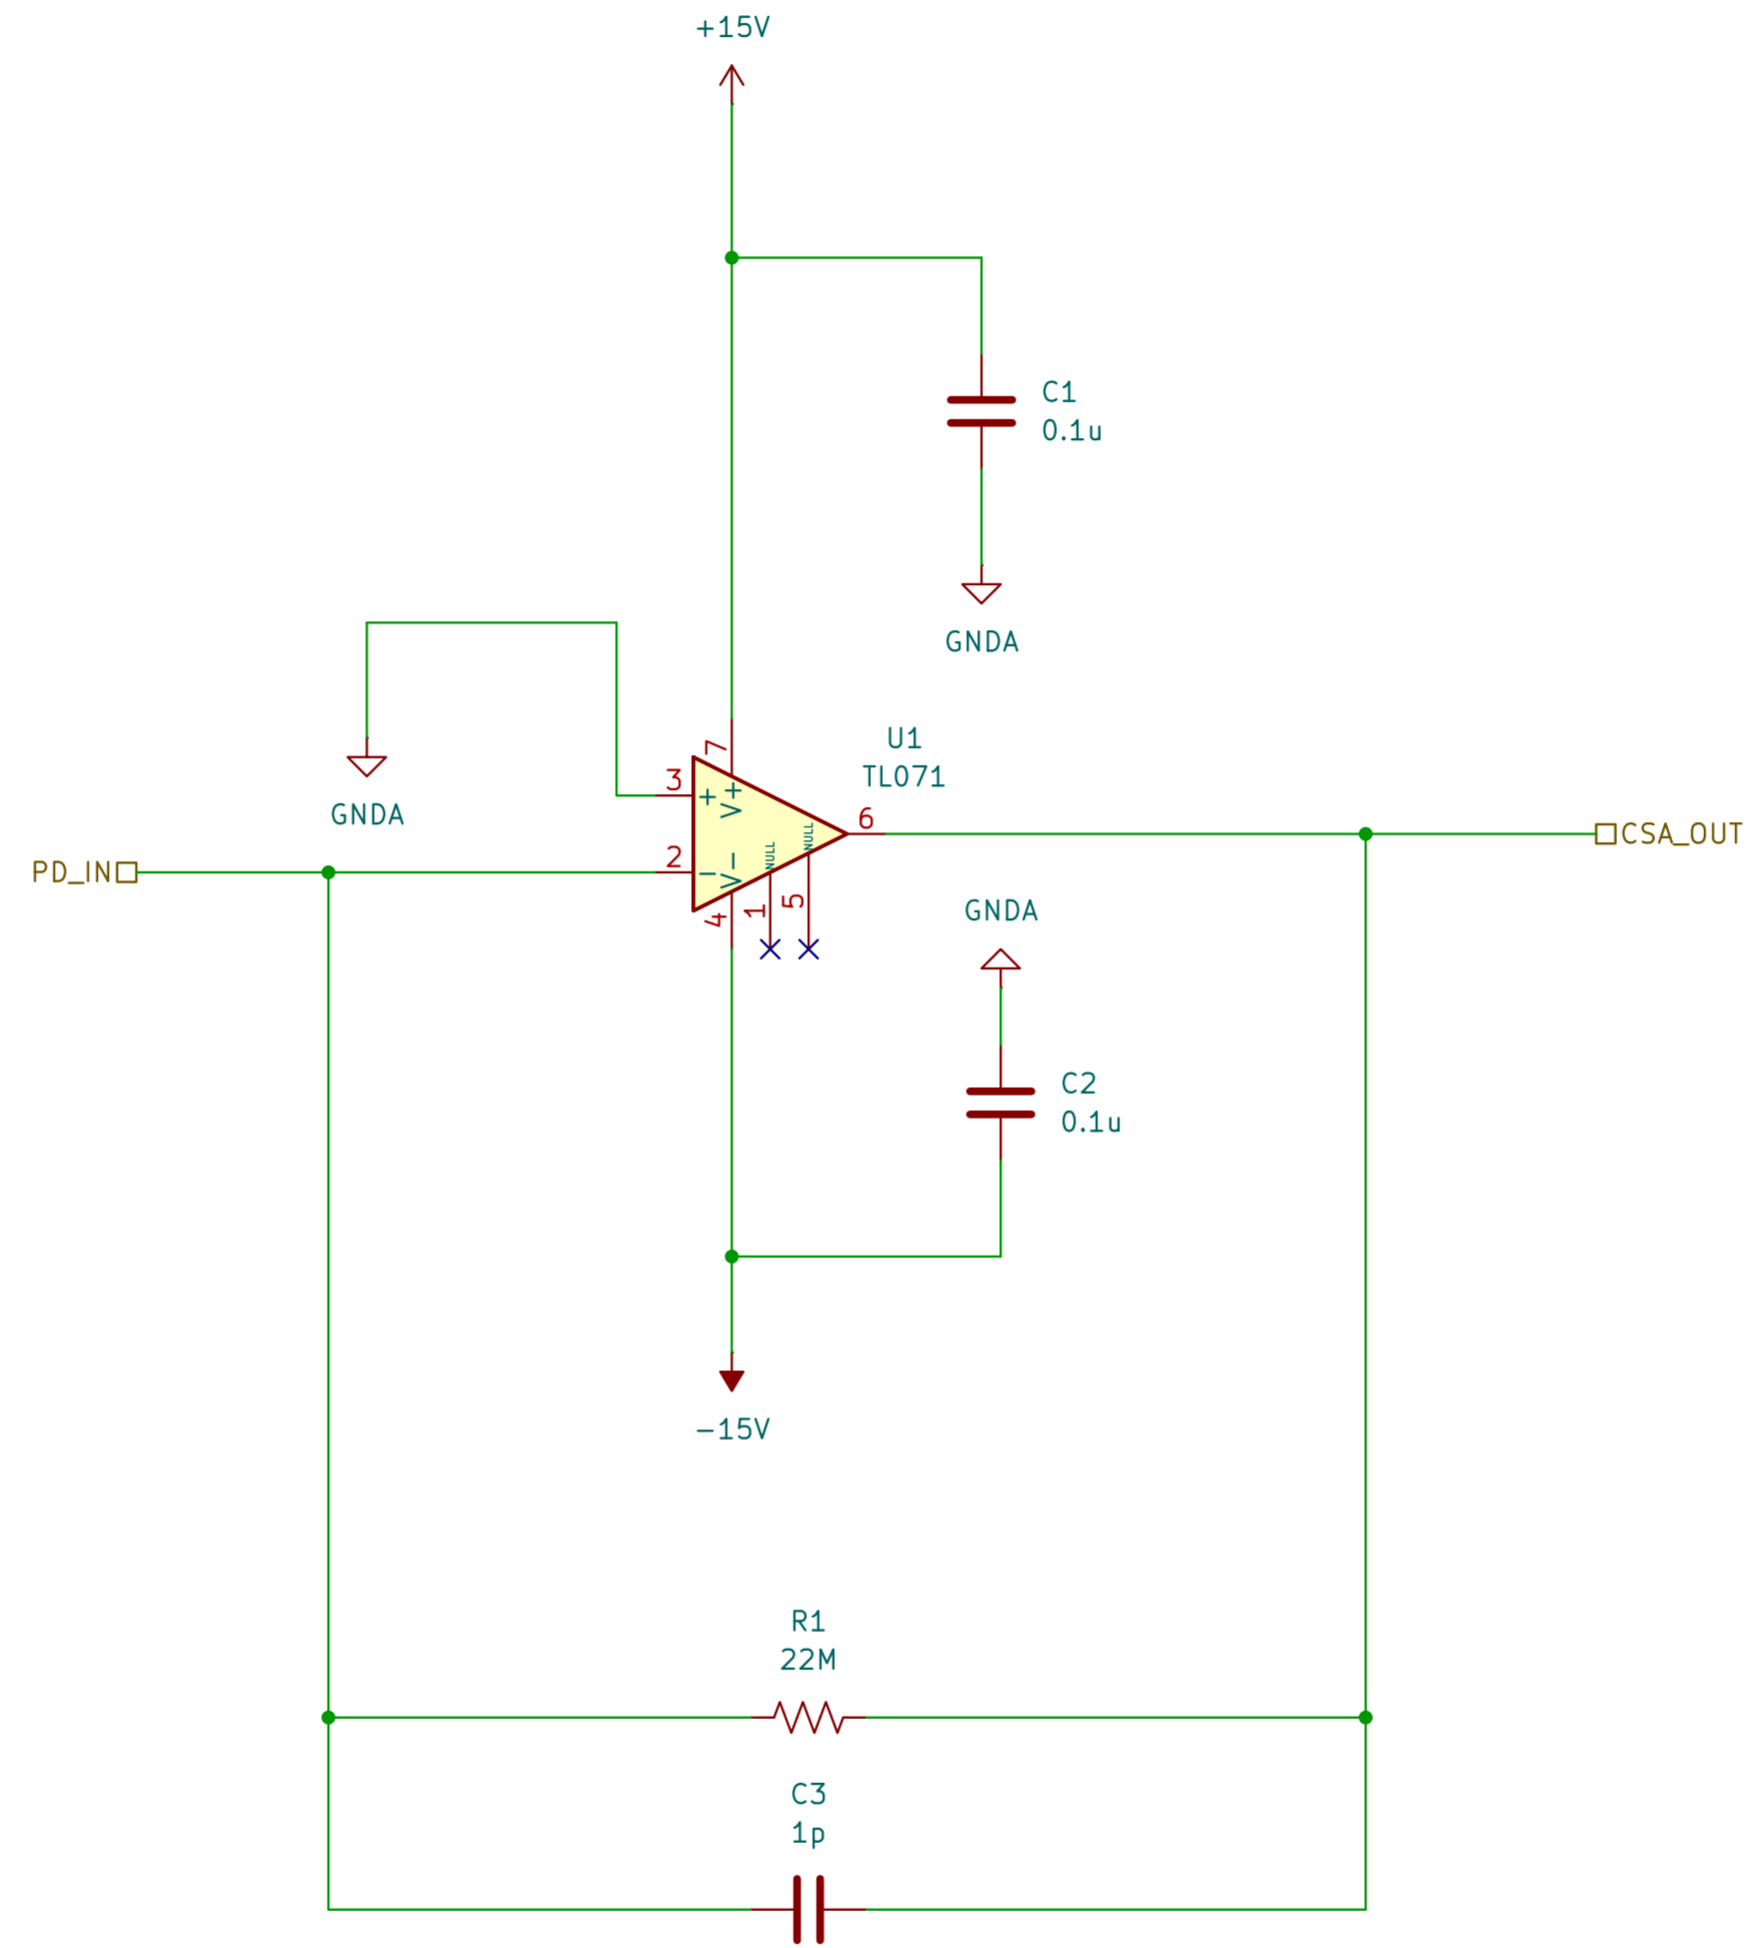 +15V
C1
0.1u
GNDA
U1
TL071
7
3
+
V+
GNDA
6
CSA_OUT
NULL
PD_IN
2
-
V-
NULL
4
1
5
GNDA
C2
0.1u
-15V
R1
22M
C3
1p